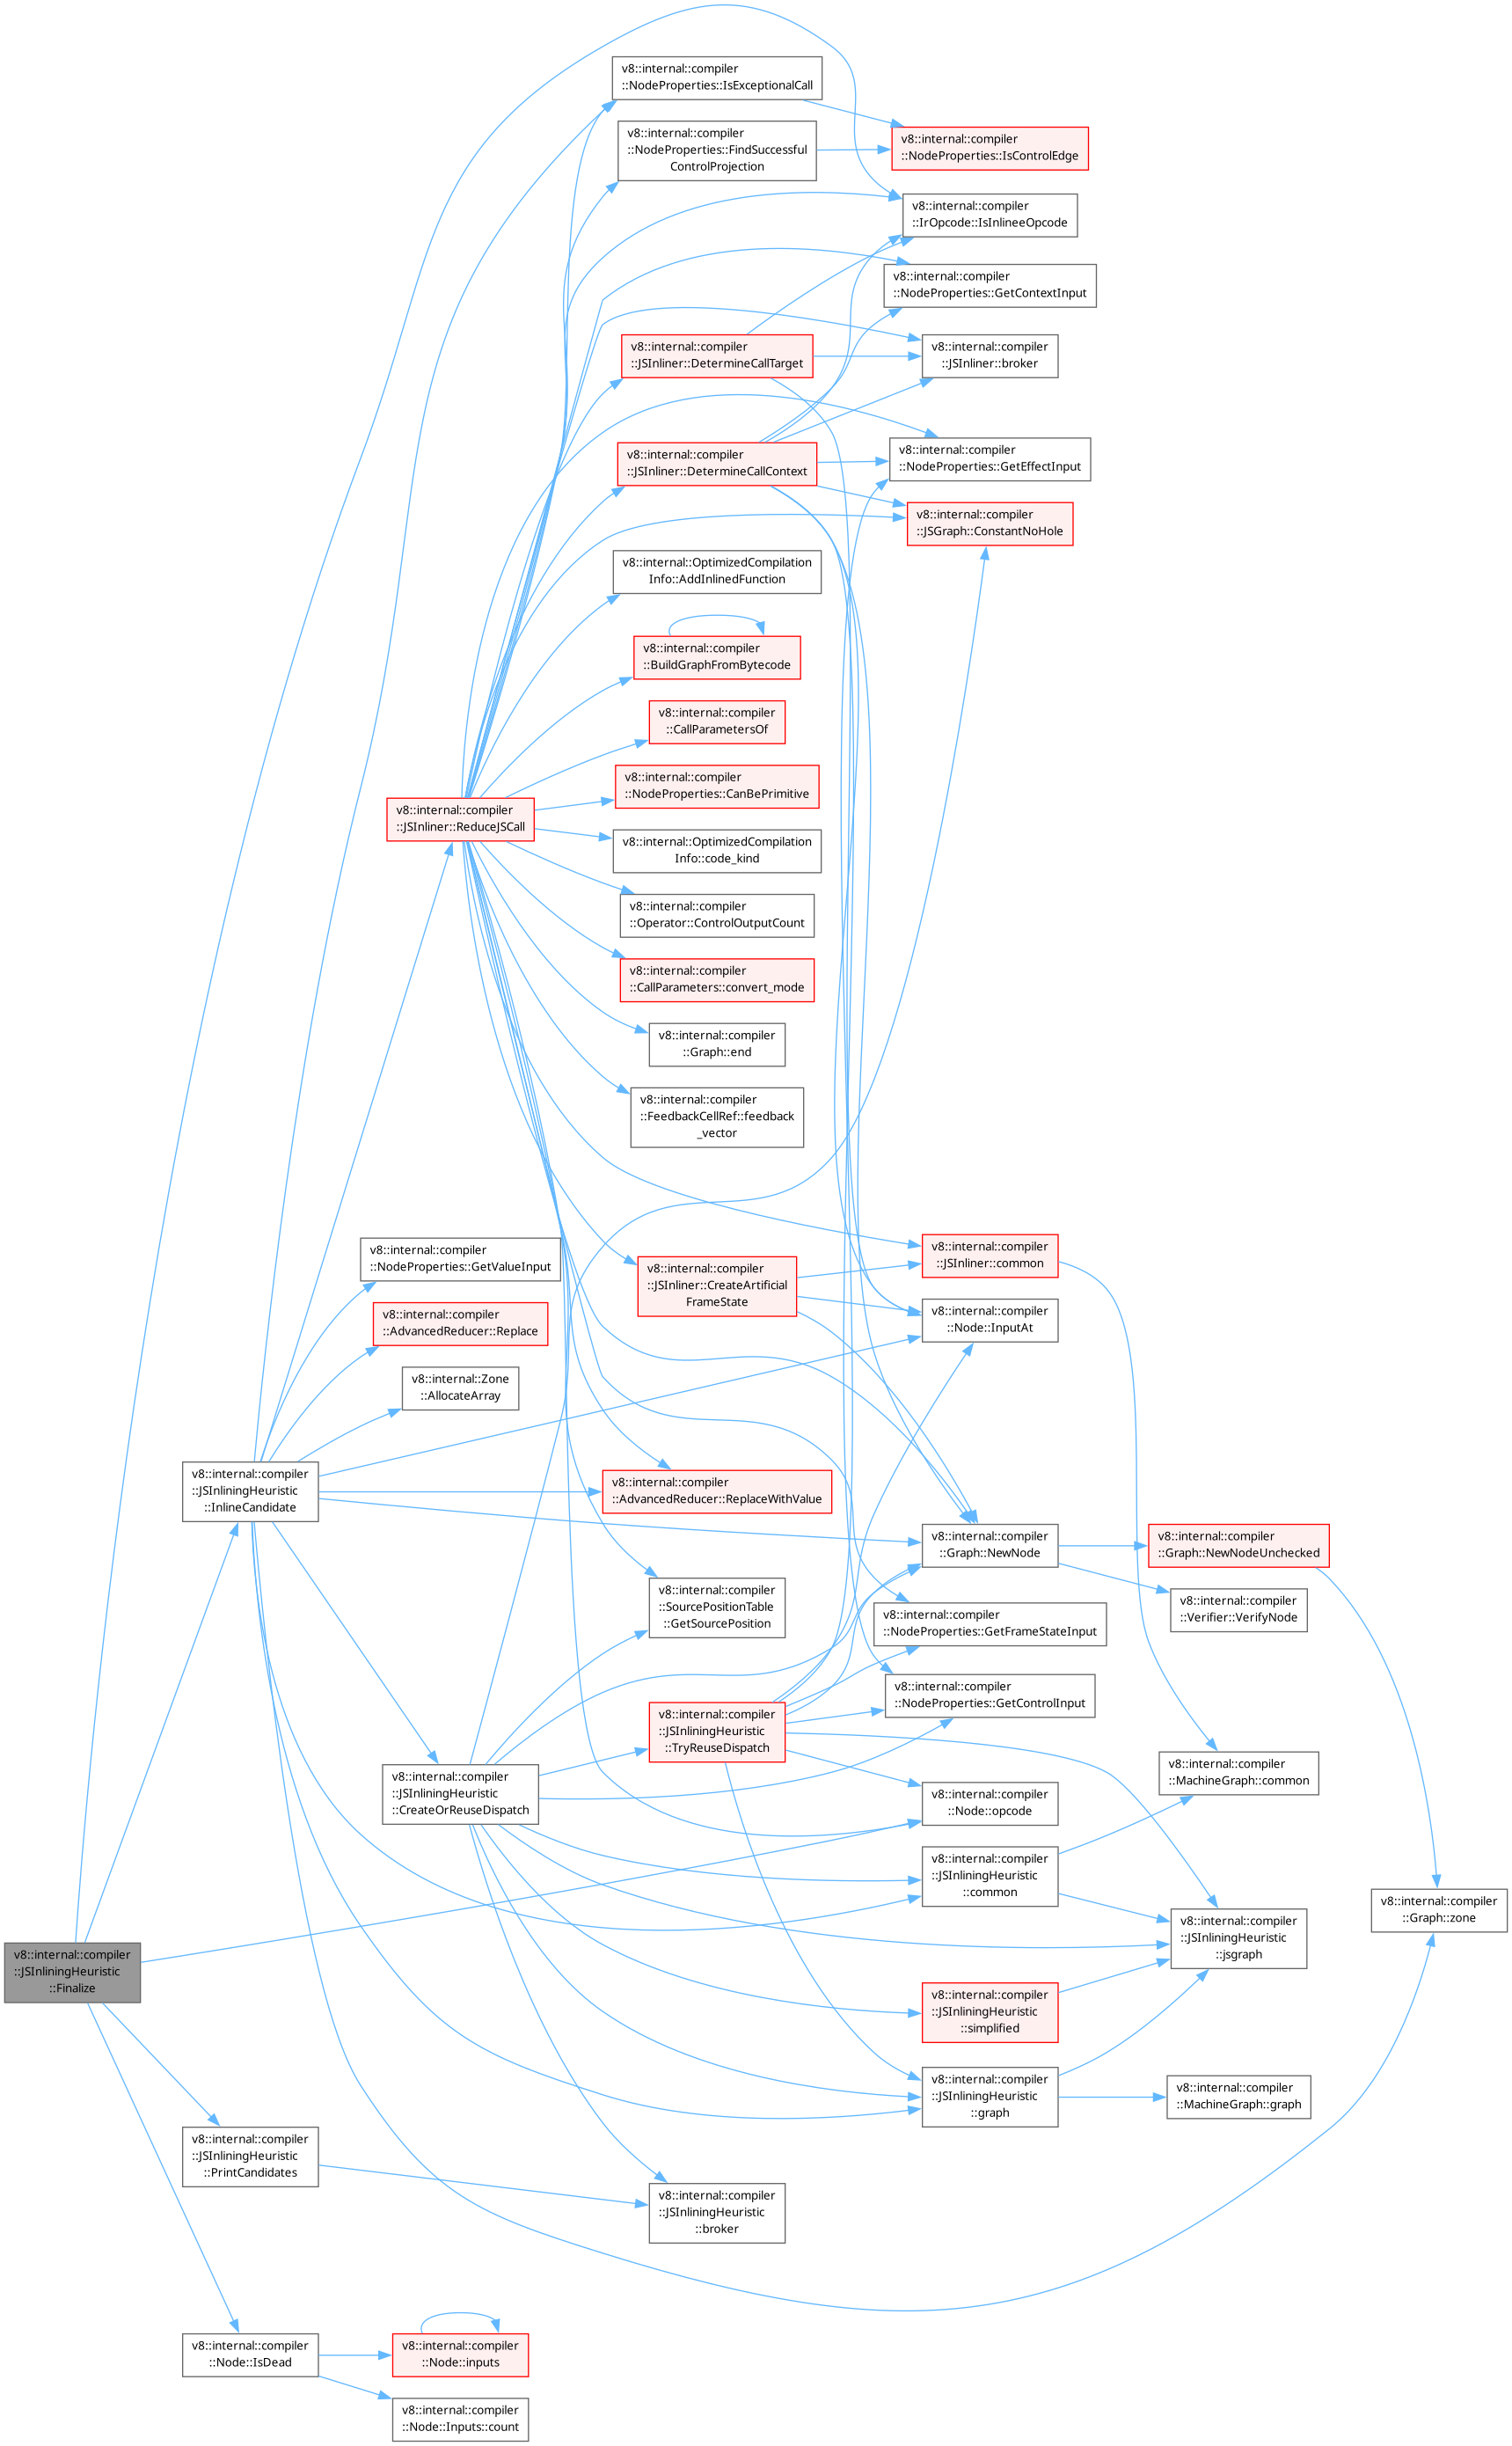 v8::internal::compiler
::NodeProperties::IsExceptionalCall
v8::internal::compiler
::NodeProperties::FindSuccessful
ControlProjection
v8::internal::compiler
::NodeProperties::IsControlEdge
v8::internal::compiler
::IrOpcode::IsInlineeOpcode
v8::internal::compiler
::NodeProperties::GetContextInput
v8::internal::compiler
::JSInliner::DetermineCallTarget
v8::internal::compiler
::JSInliner::broker
v8::internal::compiler
::JSInliner::DetermineCallContext
v8::internal::compiler
::NodeProperties::GetEffectInput
v8::internal::compiler
::JSGraph::ConstantNoHole
v8::internal::OptimizedCompilation
Info::AddInlinedFunction
v8::internal::compiler
::BuildGraphFromBytecode
v8::internal::compiler
::CallParametersOf
v8::internal::compiler
::NodeProperties::CanBePrimitive
v8::internal::compiler
::JSInliner::ReduceJSCall
v8::internal::OptimizedCompilation
Info::code_kind
v8::internal::compiler
::Operator::ControlOutputCount
v8::internal::compiler
::CallParameters::convert_mode
v8::internal::compiler
::Graph::end
v8::internal::compiler
::FeedbackCellRef::feedback
_vector
v8::internal::compiler
::NodeProperties::GetValueInput
v8::internal::compiler
::JSInliner::CreateArtificial
FrameState
v8::internal::compiler
::JSInliner::common
v8::internal::compiler
::AdvancedReducer::Replace
v8::internal::compiler
::Node::InputAt
v8::internal::Zone
::AllocateArray
v8::internal::compiler
::JSInliningHeuristic
::InlineCandidate
v8::internal::compiler
::AdvancedReducer::ReplaceWithValue
v8::internal::compiler
::Graph::NewNode
v8::internal::compiler
::Graph::NewNodeUnchecked
v8::internal::compiler
::SourcePositionTable
::GetSourcePosition
v8::internal::compiler
::Verifier::VerifyNode
v8::internal::compiler
::NodeProperties::GetFrameStateInput
v8::internal::compiler
::NodeProperties::GetControlInput
v8::internal::compiler
::JSInliningHeuristic
::TryReuseDispatch
v8::internal::compiler
::JSInliningHeuristic
::CreateOrReuseDispatch
v8::internal::compiler
::MachineGraph::common
v8::internal::compiler
::Node::opcode
v8::internal::compiler
::JSInliningHeuristic
::common
v8::internal::compiler
::Graph::zone
v8::internal::compiler
::JSInliningHeuristic
::jsgraph
v8::internal::compiler
::JSInliningHeuristic
::Finalize
v8::internal::compiler
::JSInliningHeuristic
::simplified
v8::internal::compiler
::JSInliningHeuristic
::graph
v8::internal::compiler
::MachineGraph::graph
v8::internal::compiler
::JSInliningHeuristic
::PrintCandidates
v8::internal::compiler
::JSInliningHeuristic
::broker
v8::internal::compiler
::Node::IsDead
v8::internal::compiler
::Node::inputs
v8::internal::compiler
::Node::Inputs::count